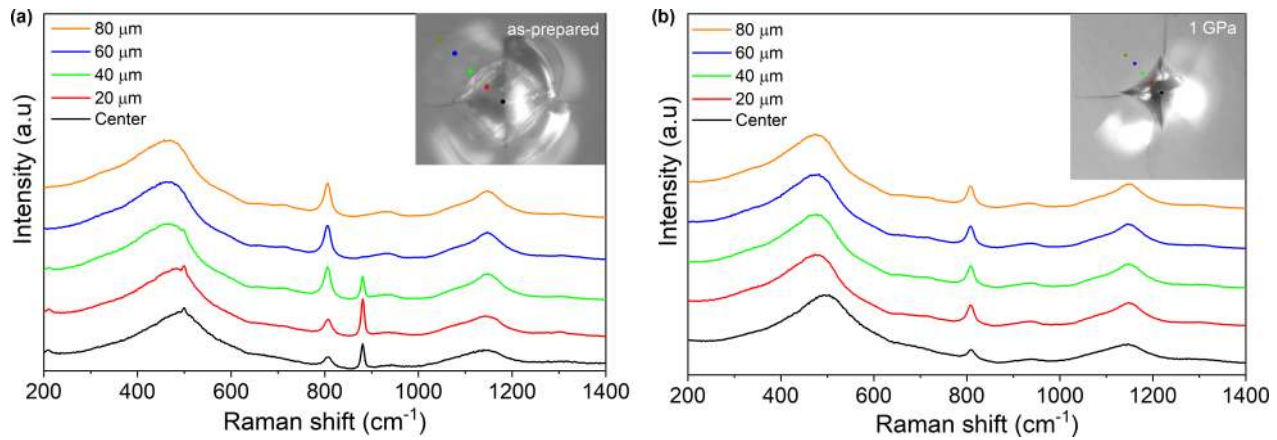 (a)
80 μm
60 μm
40 μm
20 μm
Center
as-prepared
Intensity (a.u)
200 400 600 800 1000 1200 1400
Raman shift (cm⁻¹)
(b)
80 μm
60 μm
40 μm
20 μm
Center
1 GPa
Intensity (a.u)
200 400 600 800 1000 1200 1400
Raman shift (cm⁻¹)